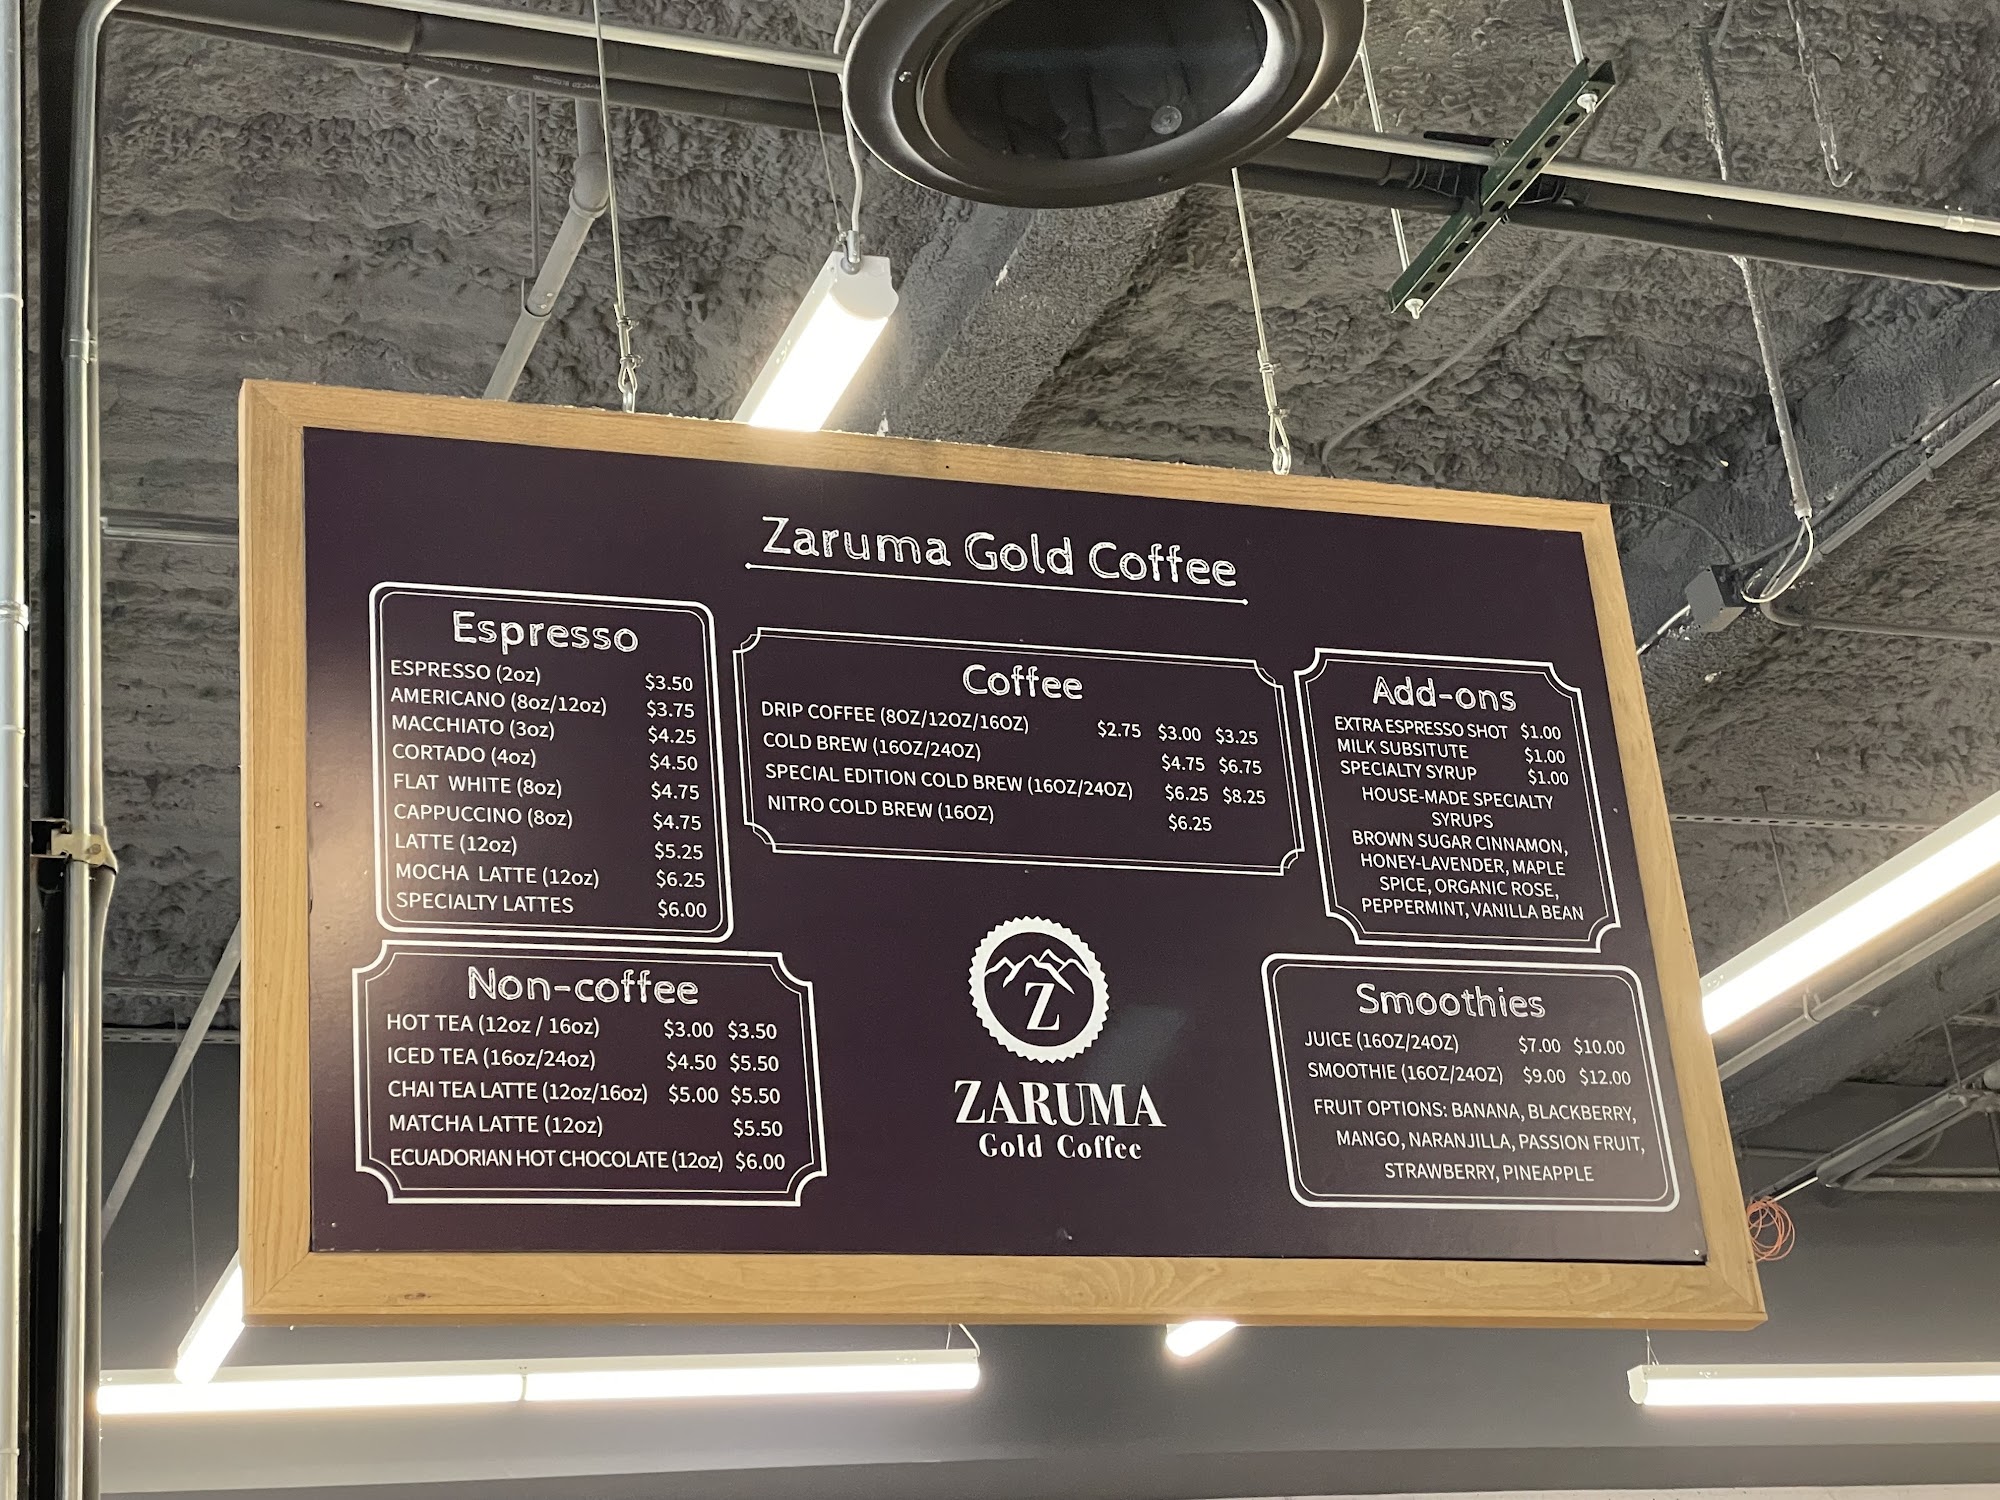 Zaruma Gold Coffee
Espresso
ESPRESSO (2oz) $3.50
AMERICANO (8oz/12oz) $3.75
MACCHIATO (3oz) $4.25
CORTADO (4oz) $4.50
FLAT WHITE (8oz) $4.75
CAPPUCCINO (8oz) $4.75
LATTE (12oz) $5.25
MOCHA LATTE (12oz) $6.25
SPECIALTY LATTES $6.00
Non-coffee
HOT TEA (12oz / 16oz) $3.00 $3.50
ICED TEA (16oz/24oz) $4.50 $5.50
CHAI TEA LATTE (12oz/16oz) $5.00 $5.50
MATCHA LATTE (12oz) $5.50
ECUADORIAN HOT CHOCOLATE (12oz) $6.00
Coffee
DRIP COFFEE (8OZ/12OZ/16OZ) $2.75 $3.00 $3.25
COLD BREW (16OZ/24OZ) $4.75 $6.75
SPECIAL EDITION COLD BREW (16OZ/24OZ) $6.25 $8.25
NITRO COLD BREW (16OZ) $6.25
Z
ZARUMA
Gold Coffee
Add-ons
EXTRA ESPRESSO SHOT $1.00
MILK SUBSITUTE $1.00
SPECIALTY SYRUP $1.00
HOUSE-MADE SPECIALTY
SYRUPS
BROWN SUGAR CINNAMON,
HONEY-LAVENDER, MAPLE
SPICE, ORGANIC ROSE,
PEPPERMINT, VANILLA BEAN
Smoothies
JUICE (16OZ/24OZ) $7.00 $10.00
SMOOTHIE (16OZ/24OZ) $9.00 $12.00
FRUIT OPTIONS: BANANA, BLACKBERRY,
MANGO, NARANJILLA, PASSION FRUIT,
STRAWBERRY, PINEAPPLE